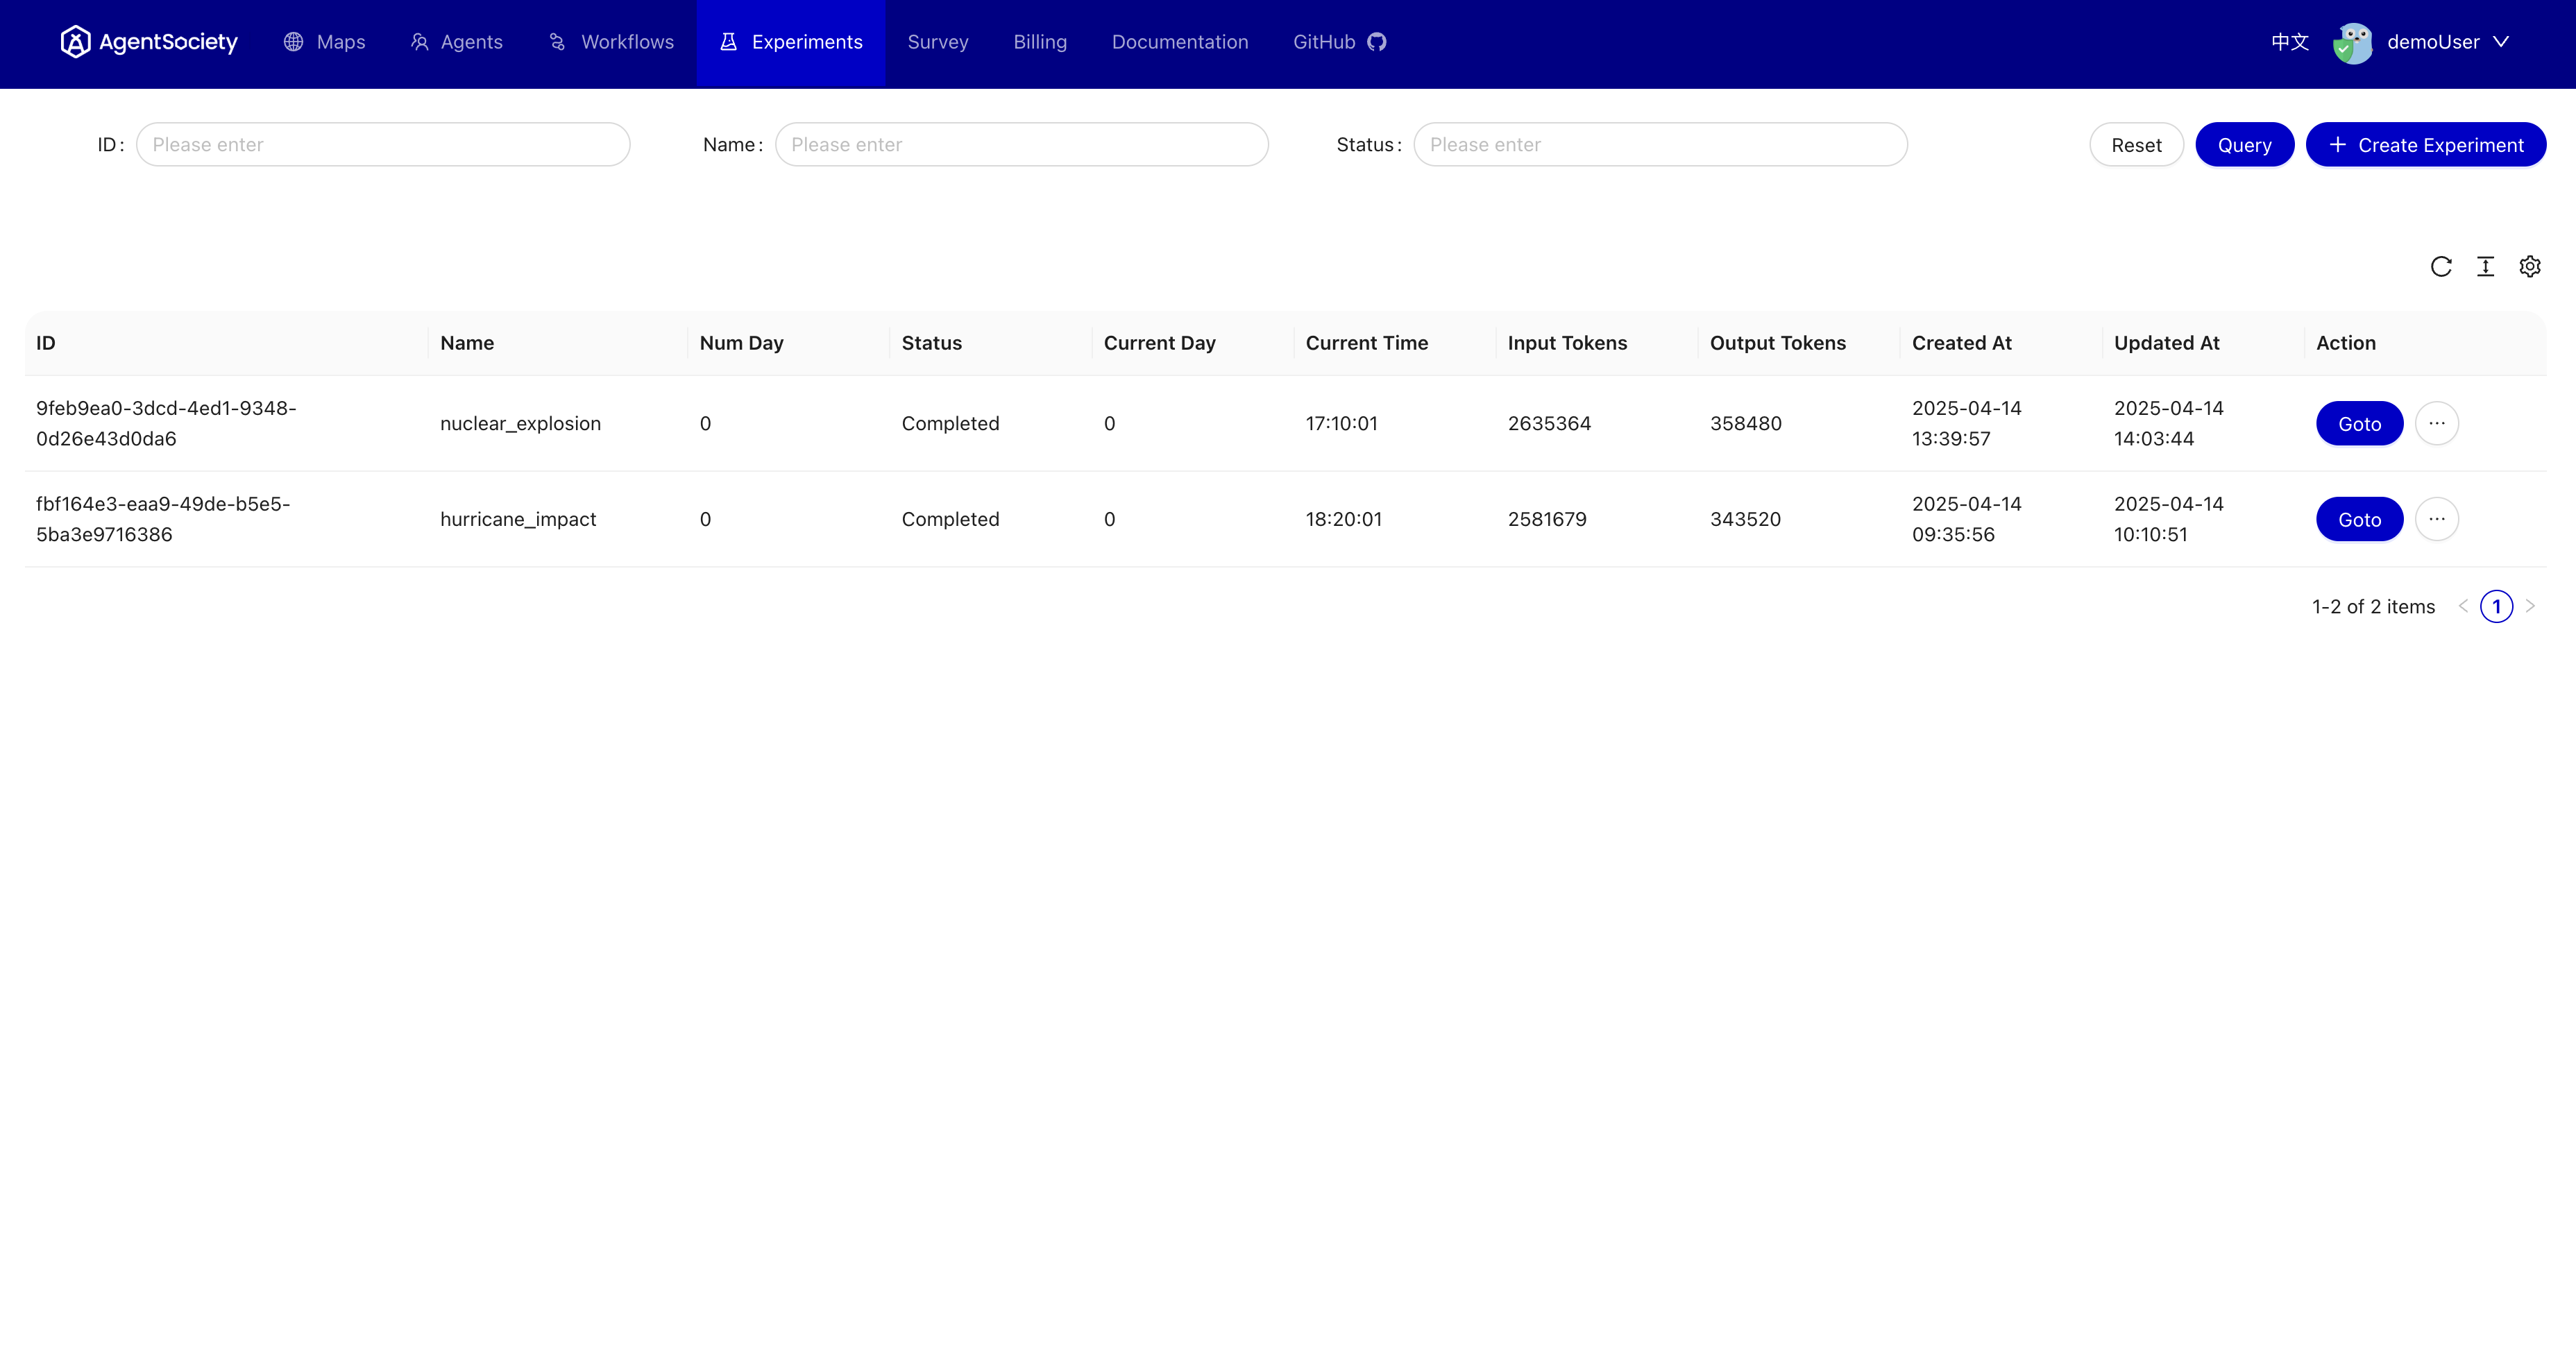 AgentSociety Maps Agents Workflows Experiments Survey Billing Documentation GitHub 中文 demoUser
ID: Please enter Name: Please enter Status: Please enter Reset Query + Create Experiment
ID Name Num Day Status Current Day Current Time Input Tokens Output Tokens Created At Updated At Action
9feb9ea0-3dcd-4ed1-9348-
0d26e43d0da6 nuclear_explosion 0 Completed 0 17:10:01 2635364 358480 2025-04-14 13:39:57 2025-04-14 14:03:44 Goto ···
fbf164e3-eaa9-49de-b5e5-
5ba3e9716386 hurricane_impact 0 Completed 0 18:20:01 2581679 343520 2025-04-14 09:35:56 2025-04-14 10:10:51 Goto ···
1-2 of 2 items < 1 >